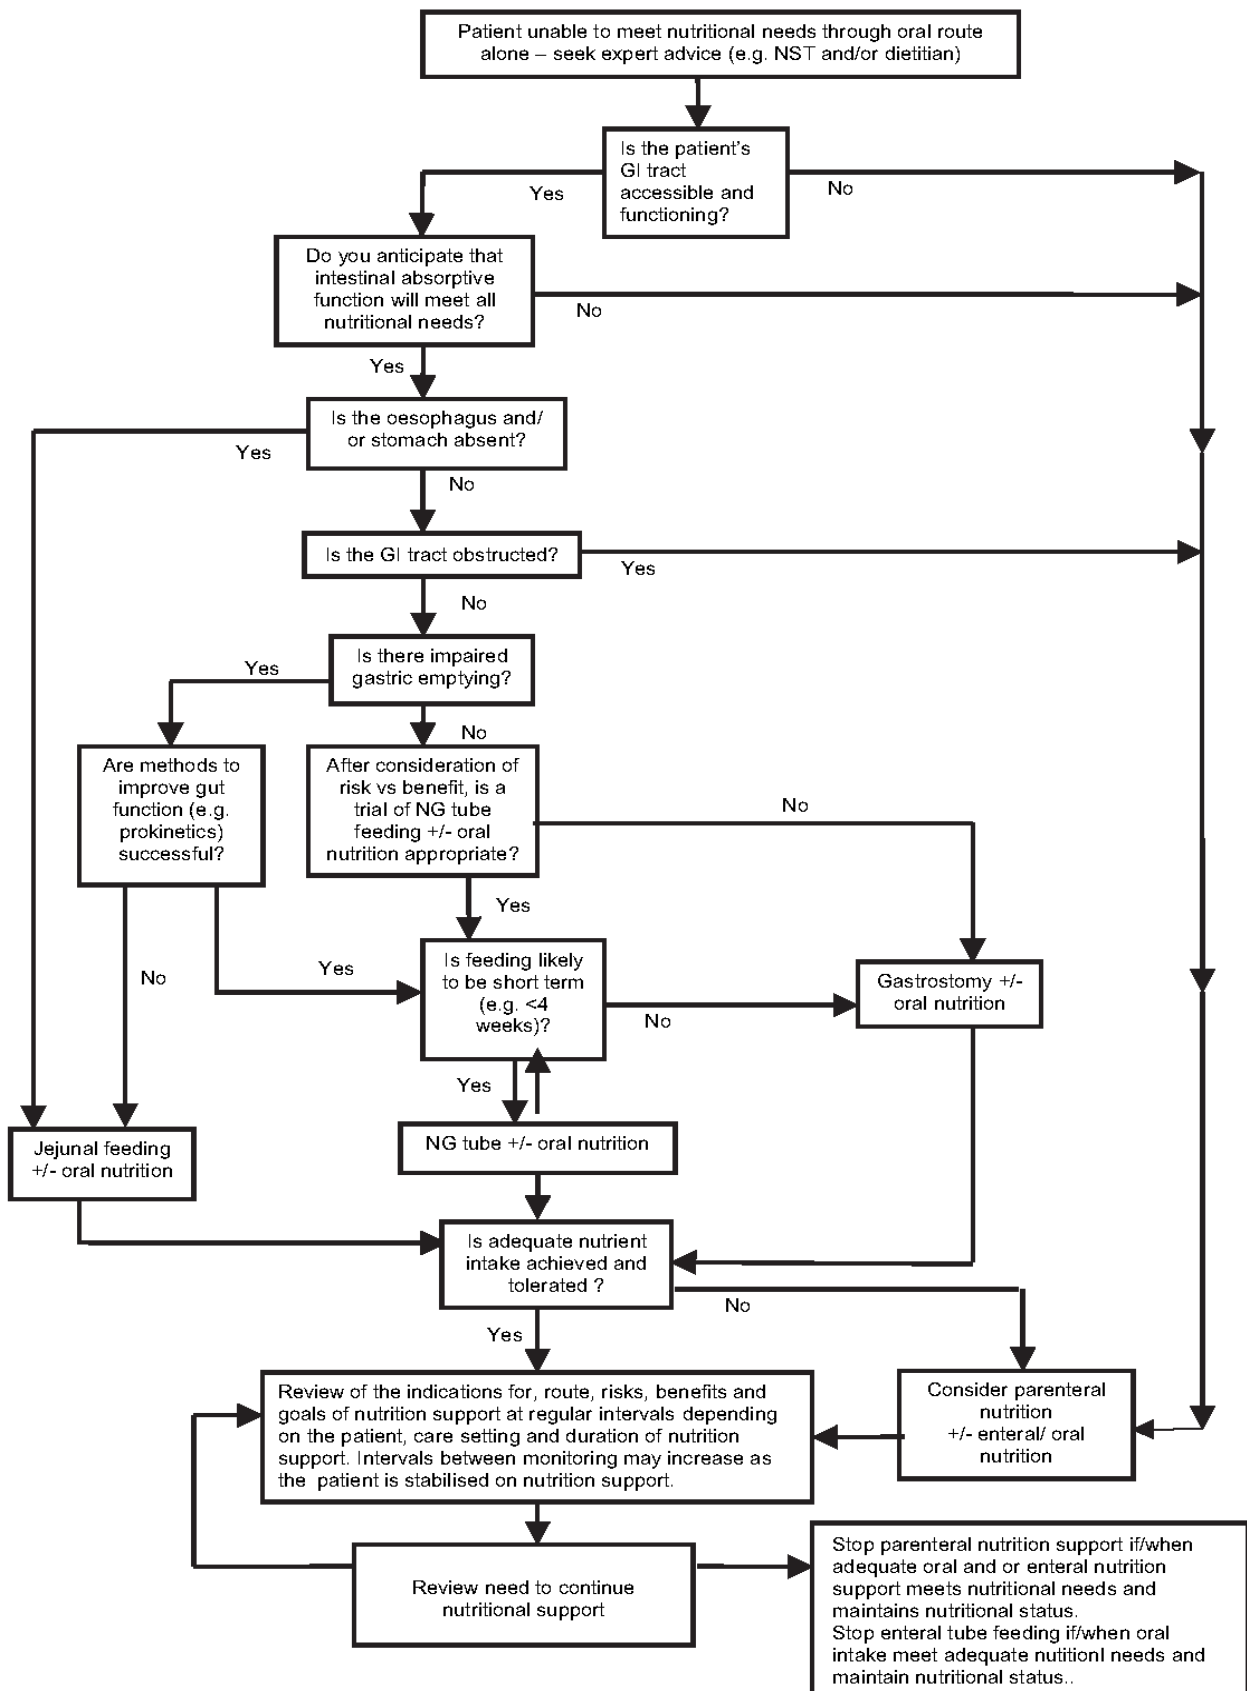 Patient unable to meet nutritional needs through oral route
alone – seek expert advice (e.g. NST and/or dietitian)
Is the patient's
GI tract
accessible and
functioning?
Yes
No
Do you anticipate that
intestinal absorptive
function will meet all
nutritional needs?
No
Yes
Is the oesophagus and/
or stomach absent?
Yes
No
Is the GI tract obstructed?
Yes
No
Is there impaired
gastric emptying?
Yes
No
Are methods to
improve gut
function (e.g.
prokinetics)
successful?
After consideration of
risk vs benefit, is a
trial of NG tube
feeding +/- oral
nutrition appropriate?
No
Yes
No
Yes
Is feeding likely
to be short term
(e.g. <4
weeks)?
No
Gastrostomy +/-
oral nutrition
Yes
Jejunal feeding
+/- oral nutrition
NG tube +/- oral nutrition
Is adequate nutrient
intake achieved and
tolerated ?
No
Yes
Review of the indications for, route, risks, benefits and
goals of nutrition support at regular intervals depending
on the patient, care setting and duration of nutrition
support. Intervals between monitoring may increase as
the patient is stabilised on nutrition support.
Consider parenteral
nutrition
+/- enteral/ oral
nutrition
Review need to continue
nutritional support
Stop parenteral nutrition support if/when
adequate oral and or enteral nutrition
support meets nutritional needs and
maintains nutritional status.
Stop enteral tube feeding if/when oral
intake meet adequate nutitionl needs and
maintain nutritional status..